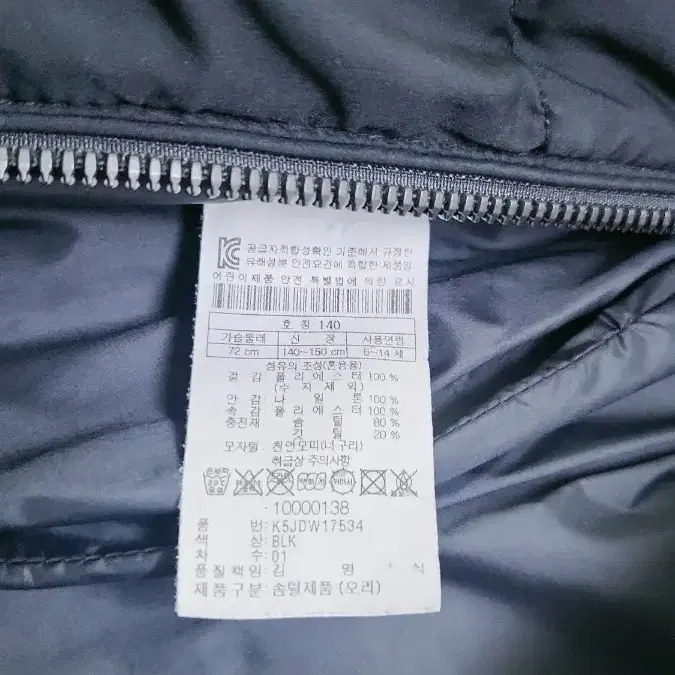 공급자적합성확인 기준에서 규정한
유해성분 안전요건에 적합한 제품임
어린이제품 안전 특별법에 의한 표시
호 칭 140
가슴둘레 신 장 사용연령
72 cm 140~150 cm 6~14 세
섬유의 조성(혼용율)
겉 감 폴 리 에 스 터 100 %
(수 지 제 외)
안 감 나 일 론 100 %
촉 감 폴 리 에 스 터 100 %
충전재 솜 털 80 %
깃 털 20 %
모자털 : 천연모피(너구리)
취급상 주의사항
10000138
품 번: K5JDW17534
색 상: BLK
차 수: 01
품질책임: 김 명 식
제품구분: 솜털제품 (오리)